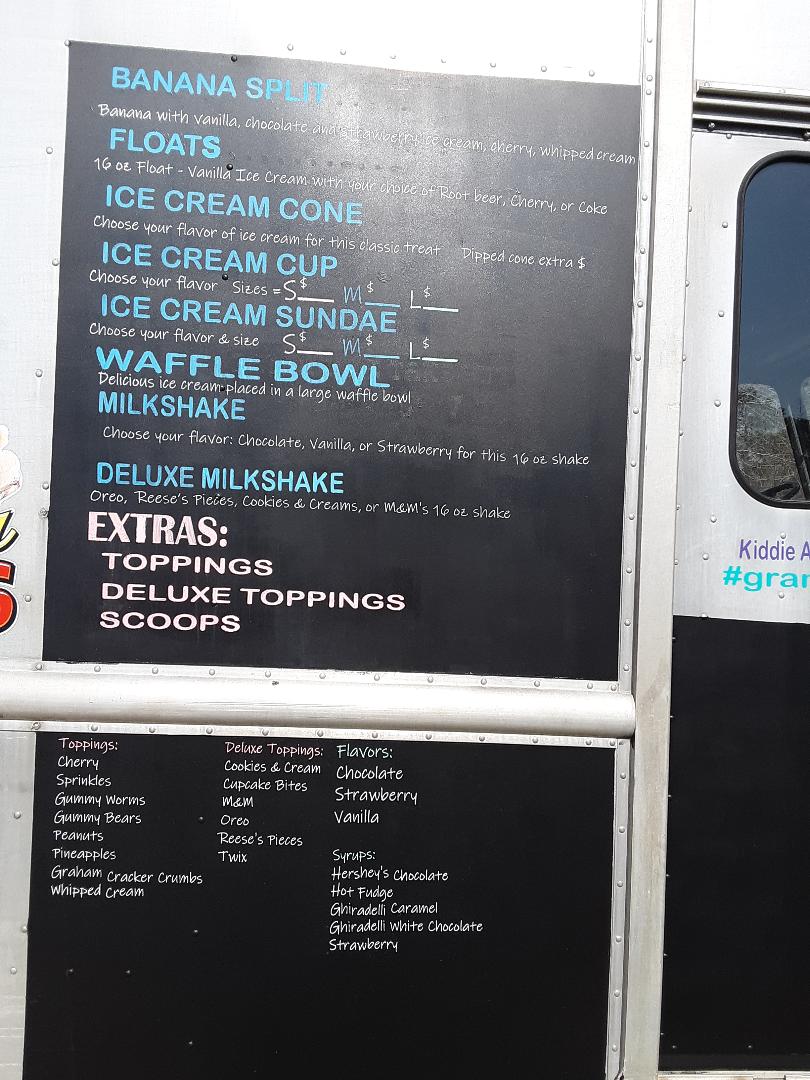 BANANA SPLIT
Banana with Vanilla, chocolate and strawberry ice cream, cherry, whipped cream
FLOATS
16 oz Float - Vanilla Ice Cream with your choice of Root beer, Cherry, or Coke
ICE CREAM CONE
Choose your flavor of ice cream for this classic treat Dipped cone extra $
ICE CREAM CUP
Choose your flavor Sizes = S$___ M$___ L$___
ICE CREAM SUNDAE
Choose your flavor & size S$___ M$___ L$___
WAFFLE BOWL
Delicious ice cream placed in a large waffle bowl
MILKSHAKE
Choose your flavor: Chocolate, Vanilla, or Strawberry for this 16 oz shake
DELUXE MILKSHAKE
Oreo, Reese's Pieces, Cookies & Creams, or M&M's 16 oz shake
EXTRAS:
TOPPINGS
DELUXE TOPPINGS
SCOOPS
Kiddie A
#gran
Toppings:
Cherry
Sprinkles
Gummy Worms
Gummy Bears
Peanuts
Pineapples
Graham Cracker Crumbs
Whipped Cream
Deluxe Toppings:
Cookies & Cream
Cupcake Bites
M&M
Oreo
Reese's Pieces
Twix
Flavors:
Chocolate
Strawberry
Vanilla
Syrups:
Hershey's Chocolate
Hot Fudge
Ghiradelli Caramel
Ghiradelli White Chocolate
Strawberry